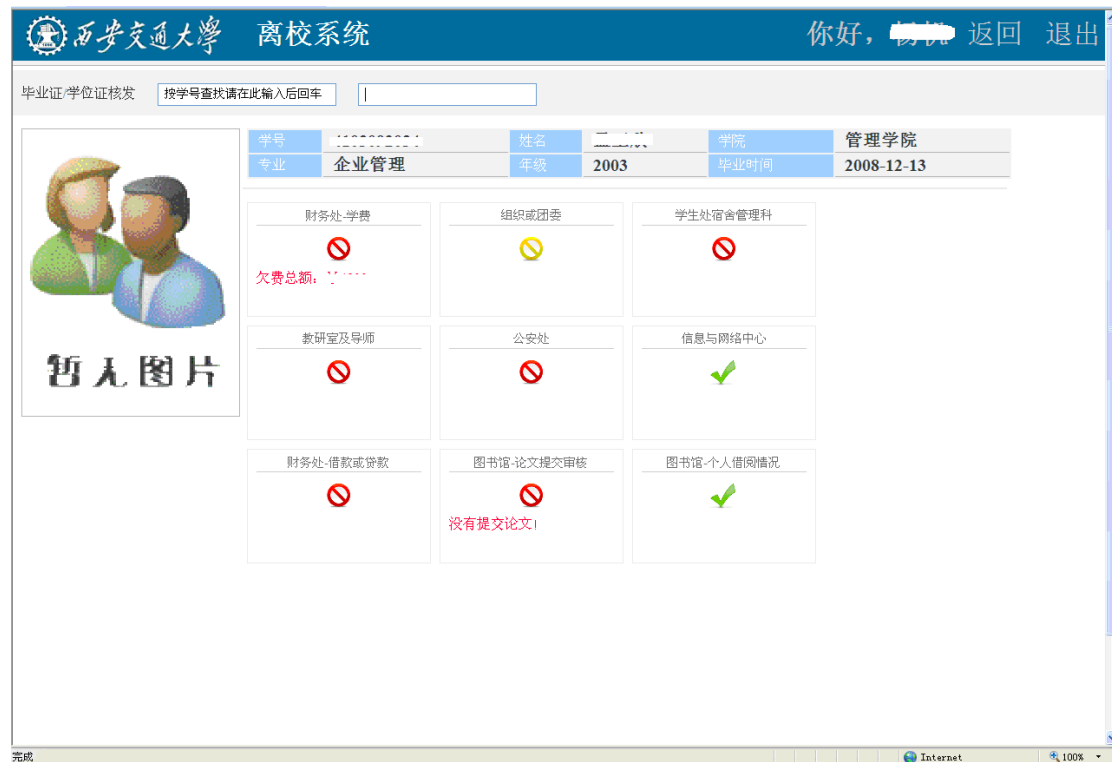 西安交通大学 离校系统 你好， 返回 退出
毕业证/学位证核发 按学号查找请在此输入后回车
学号 姓名 学院 管理学院
专业 企业管理 年级 2003 毕业时间 2008-12-13
财务处-学费 组织或团委 学生处宿舍管理科
欠费总额：
暂无图片
教研室及导师 公安处 信息与网络中心
财务处-借款或贷款 图书馆-论文提交审核 图书馆-个人借阅情况
没有提交论文!
完成 Internet 100%